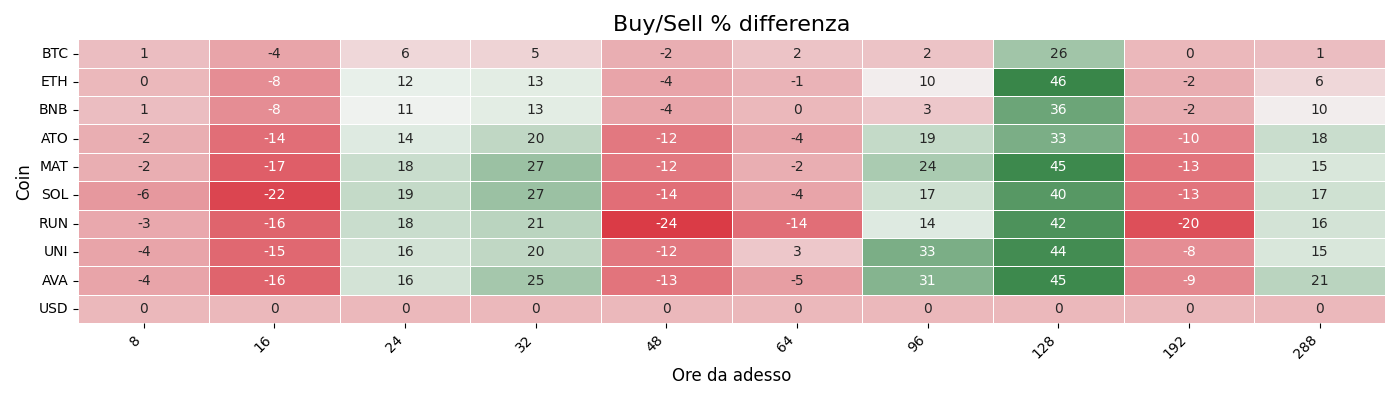 Buy/Sell % differenza
Coin
BTC 1 -4 6 5 -2 2 2 26 0 1
ETH 0 -8 12 13 -4 -1 10 46 -2 6
BNB 1 -8 11 13 -4 0 3 36 -2 10
ATO -2 -14 14 20 -12 -4 19 33 -10 18
MAT -2 -17 18 27 -12 -2 24 45 -13 15
SOL -6 -22 19 27 -14 -4 17 40 -13 17
RUN -3 -16 18 21 -24 -14 14 42 -20 16
UNI -4 -15 16 20 -12 3 33 44 -8 15
AVA -4 -16 16 25 -13 -5 31 45 -9 21
USD 0 0 0 0 0 0 0 0 0 0
8 16 24 32 48 64 96 128 192 288
Ore da adesso